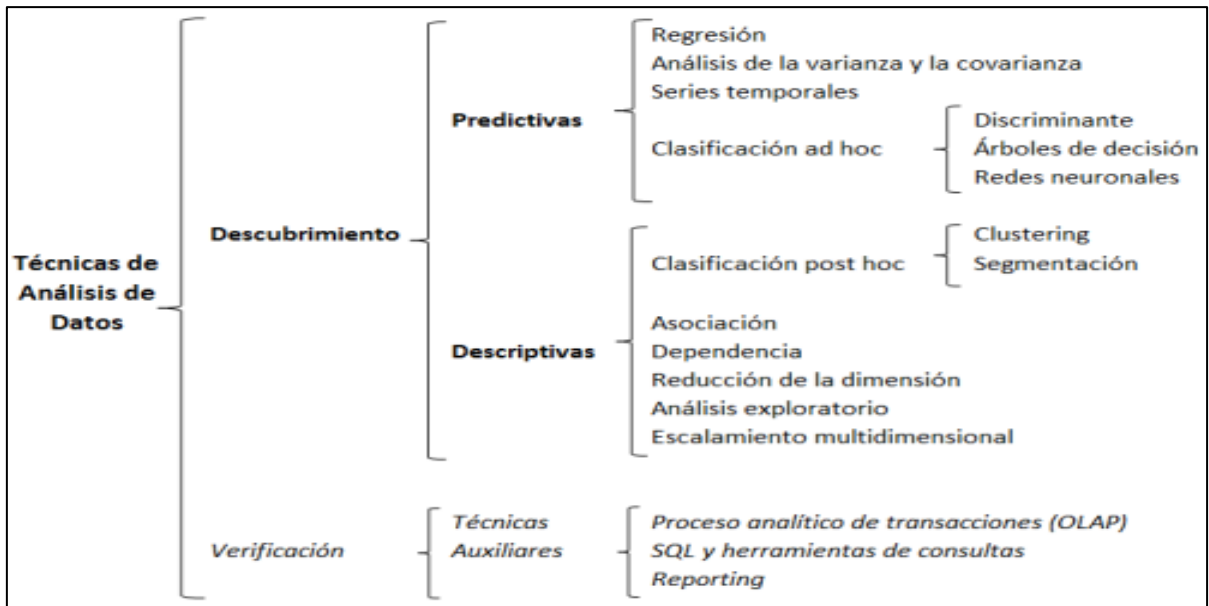 Técnicas de
Análisis de
Datos
Descubrimiento
Predictivas
Regresión
Análisis de la varianza y la covarianza
Series temporales
Clasificación ad hoc
Discriminante
Árboles de decisión
Redes neuronales
Descriptivas
Clasificación post hoc
Clustering
Segmentación
Asociación
Dependencia
Reducción de la dimensión
Análisis exploratorio
Escalamiento multidimensional
Verificación
Técnicas
Auxiliares
Proceso analítico de transacciones (OLAP)
SQL y herramientas de consultas
Reporting